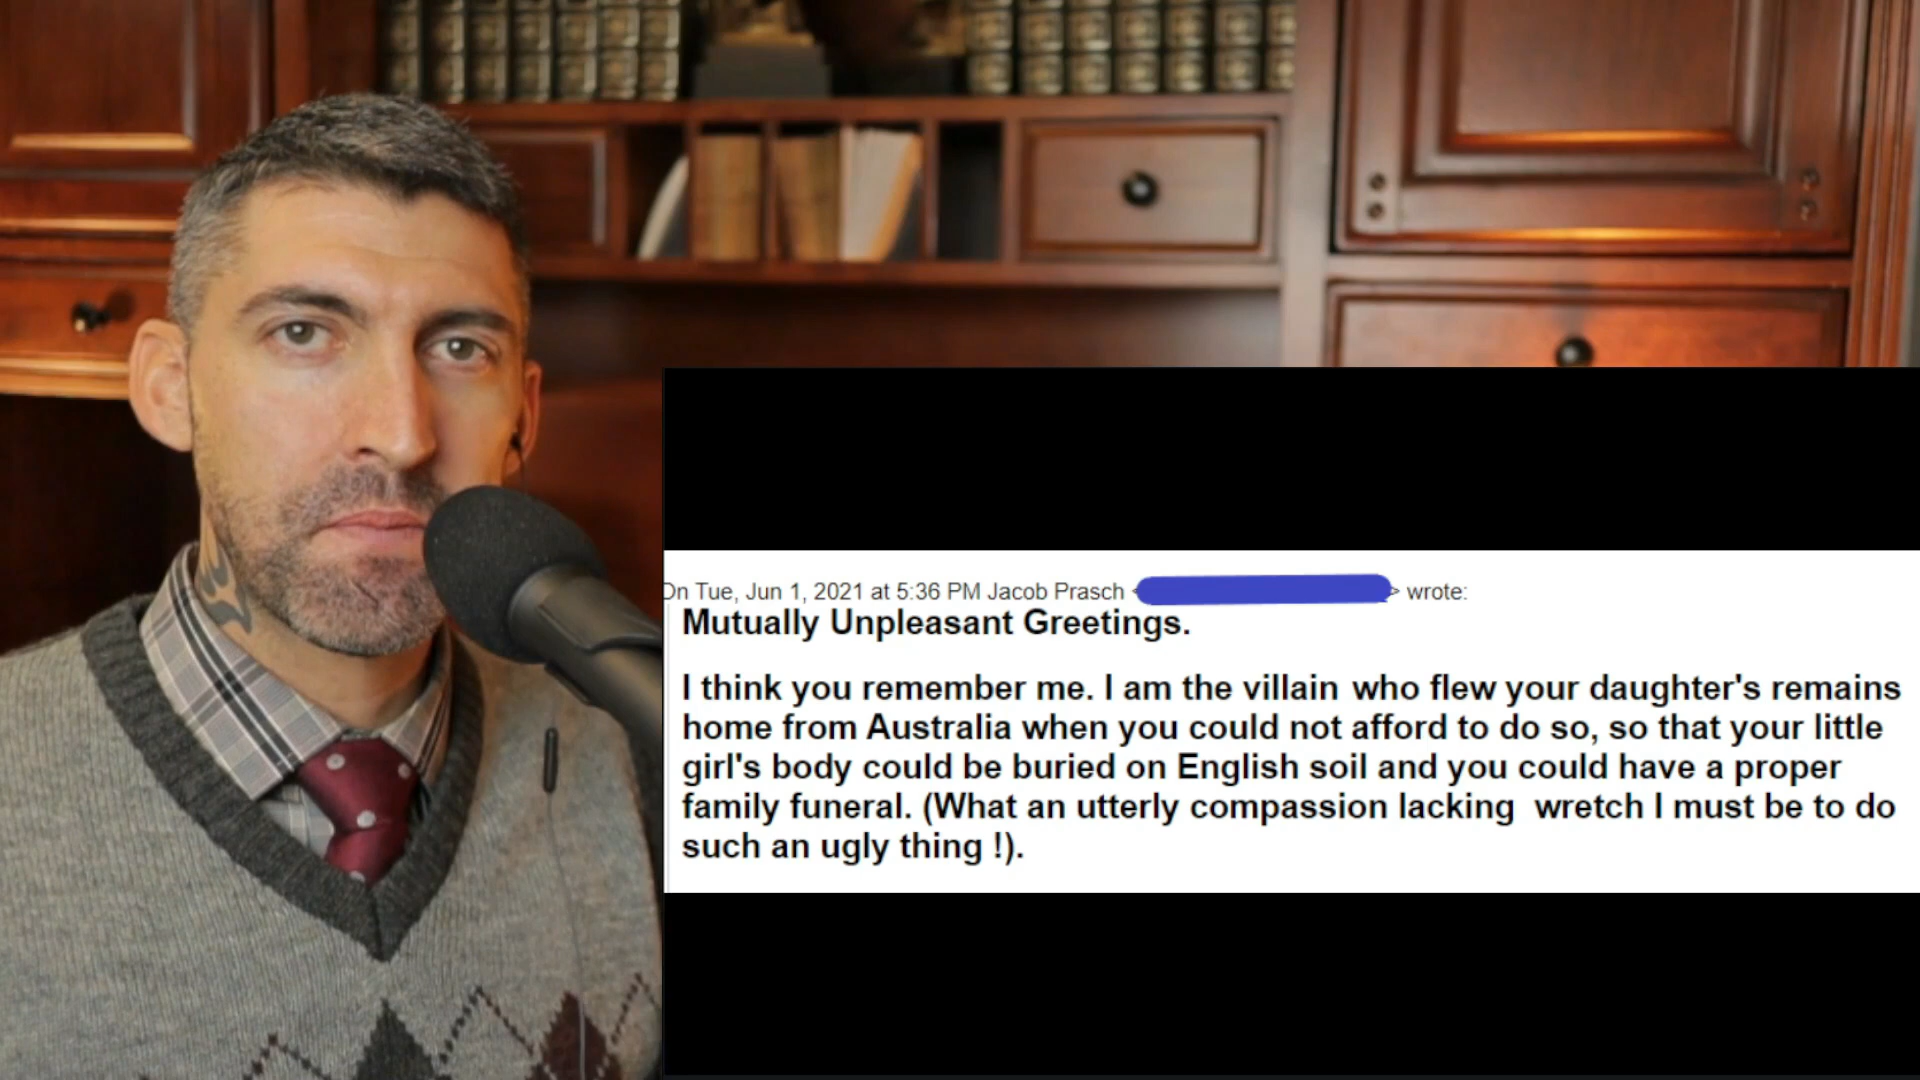 On Tue, Jun 1, 2021 at 5:36 PM Jacob Prasch < > wrote:
Mutually Unpleasant Greetings.
I think you remember me. I am the villain who flew your daughter's remains
home from Australia when you could not afford to do so, so that your little
girl's body could be buried on English soil and you could have a proper
family funeral. (What an utterly compassion lacking  wretch I must be to do
such an ugly thing !).